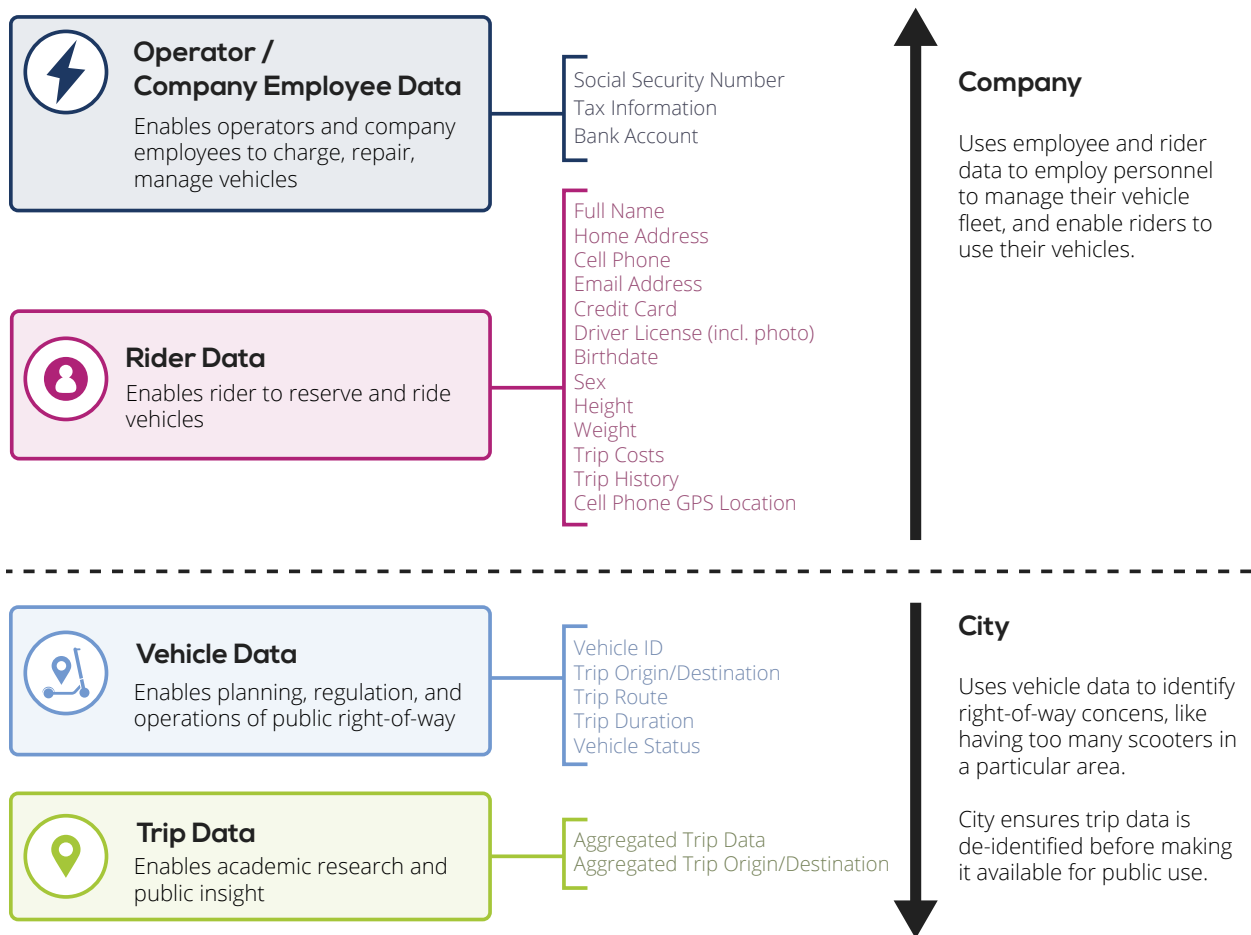 Operator /
Company Employee Data
Enables operators and company
employees to charge, repair,
manage vehicles
Social Security Number
Tax Information
Bank Account
Company
Uses employee and rider
data to employ personnel
to manage their vehicle
fleet, and enable riders to
use their vehicles.
Rider Data
Enables rider to reserve and ride
vehicles
Full Name
Home Address
Cell Phone
Email Address
Credit Card
Driver License (incl. photo)
Birthdate
Sex
Height
Weight
Trip Costs
Trip History
Cell Phone GPS Location
Vehicle Data
Enables planning, regulation, and
operations of public right-of-way
Vehicle ID
Trip Origin/Destination
Trip Route
Trip Duration
Vehicle Status
City
Uses vehicle data to identify
right-of-way concens, like
having too many scooters in
a particular area.
City ensures trip data is
de-identified before making
it available for public use.
Trip Data
Enables academic research and
public insight
Aggregated Trip Data
Aggregated Trip Origin/Destination